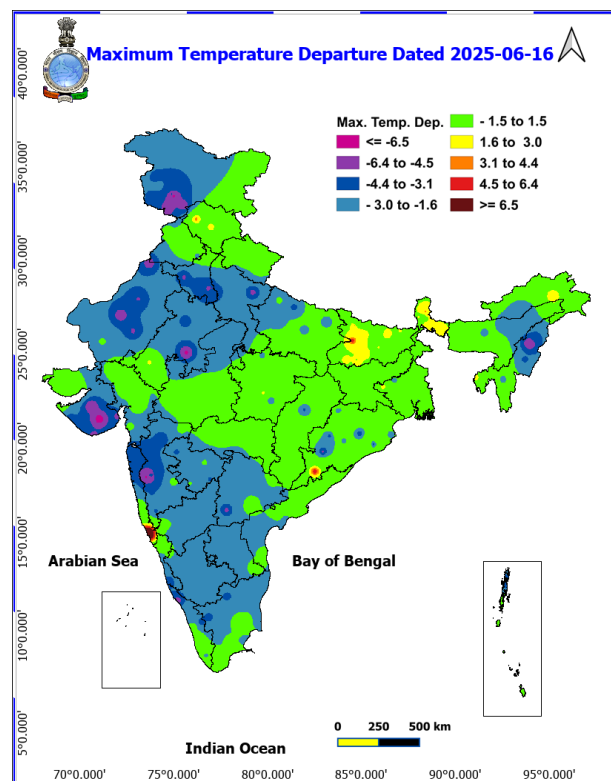 Maximum Temperature Departure Dated 2025-06-16
40°0.000'
35°0.000'
30°0.000'
25°0.000'
20°0.000'
15°0.000'
10°0.000'
5°0.000'
Max. Temp. Dep.
<= -6.5
-6.4 to -4.5
-4.4 to -3.1
- 3.0 to -1.6
- 1.5 to 1.5
1.6 to 3.0
3.1 to 4.4
4.5 to 6.4
>= 6.5
Arabian Sea
Bay of Bengal
Indian Ocean
0 250 500 km
70°0.000' 75°0.000' 80°0.000' 85°0.000' 90°0.000' 95°0.000'